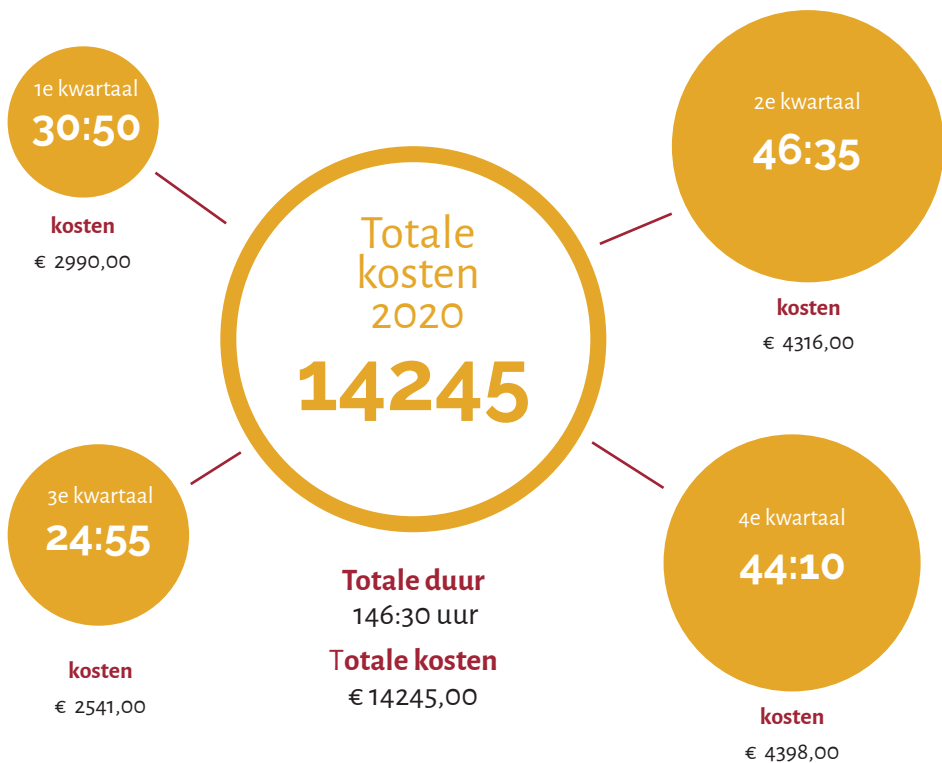 1e kwartaal
30:50
kosten
€ 2990,00
2e kwartaal
46:35
kosten
€ 4316,00
Totale
kosten
2020
14245
3e kwartaal
24:55
kosten
€ 2541,00
4e kwartaal
44:10
kosten
€ 4398,00
Totale duur
146:30 uur
Totale kosten
€ 14245,00